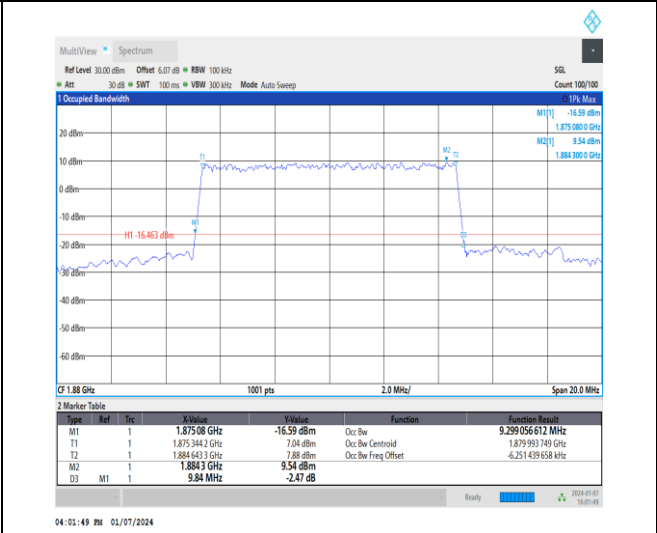 MultiView Spectrum
Ref Level 30.00 dBm Offset 6.07 dB RBW 100 kHz SGL
Att 30 dB SWT 100 ms VBW 300 kHz Mode Auto Sweep Count 100/100
1 Occupied Bandwidth 1Pk Max
M1[1] -16.59 dBm
1.875 080 0 GHz
M2[1] 9.54 dBm
1.884 300 0 GHz
20 dBm
M2
T1 T2
10 dBm
0 dBm
-10 dBm
M1
H1 -16.463 dBm
D3
-20 dBm
-30 dBm
-40 dBm
-50 dBm
-60 dBm
CF 1.88 GHz 1001 pts 2.0 MHz/ Span 20.0 MHz
2 Marker Table
Type Ref Trc X-Value Y-Value Function Function Result
M1 1 1.875 08 GHz -16.59 dBm Occ Bw 9.299 056 612 MHz
T1 1 1.875 344 2 GHz 7.04 dBm Occ Bw Centroid 1.879 993 749 GHz
T2 1 1.884 643 3 GHz 7.88 dBm Occ Bw Freq Offset -6.251 439 658 kHz
M2 1 1.884 3 GHz 9.54 dBm
D3 M1 1 9.84 MHz -2.47 dB
Ready 2024-01-07
16:01:49
04:01:49 PM 01/07/2024